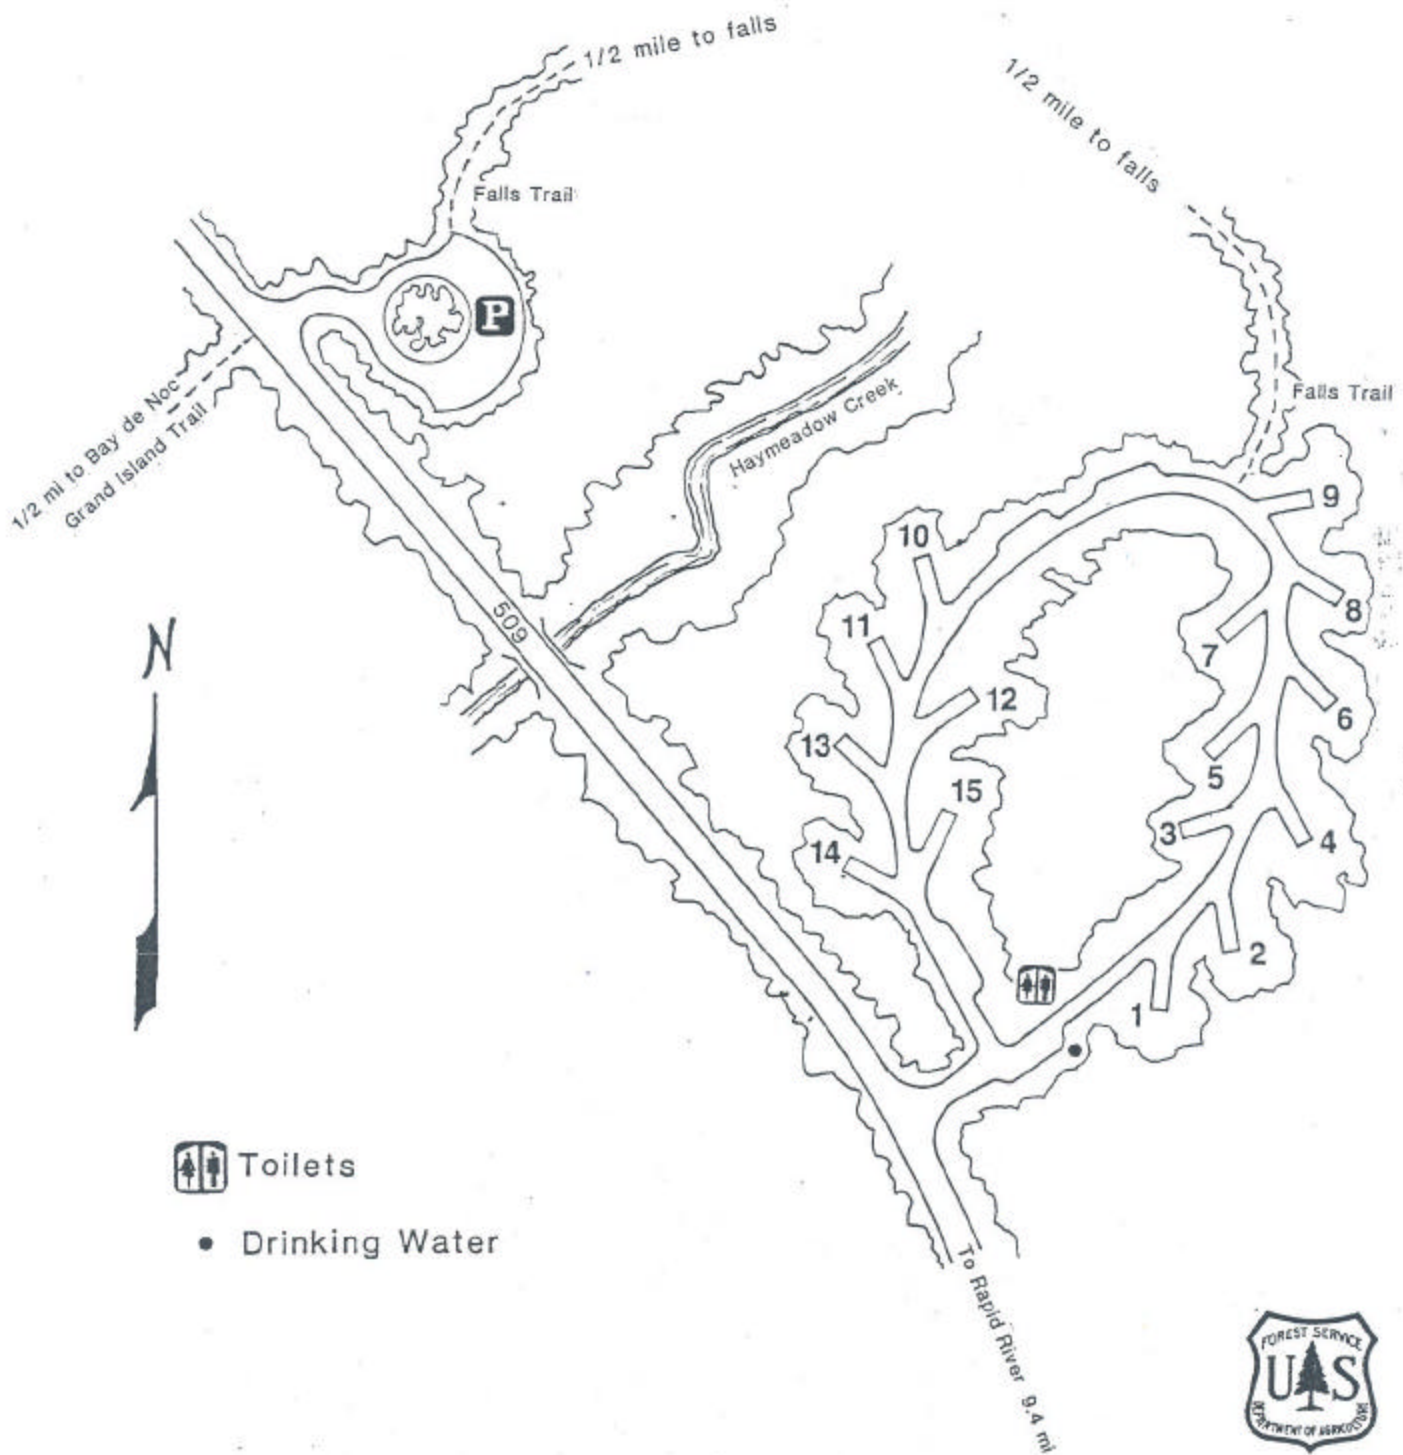 1/2 mile to falls
1/2 mile to falls
Falls Trail
P
Falls Trail
1/2 mi to Bay de Noc
Grand Island Trail
Haymeadow Creek
509
N
9
10
8
11
7
12
6
13
5
15
3
4
14
2
1
Toilets
Drinking Water
To Rapid River 9.4 mi
FOREST SERVICE
U S
DEPARTMENT OF AGRICULTURE